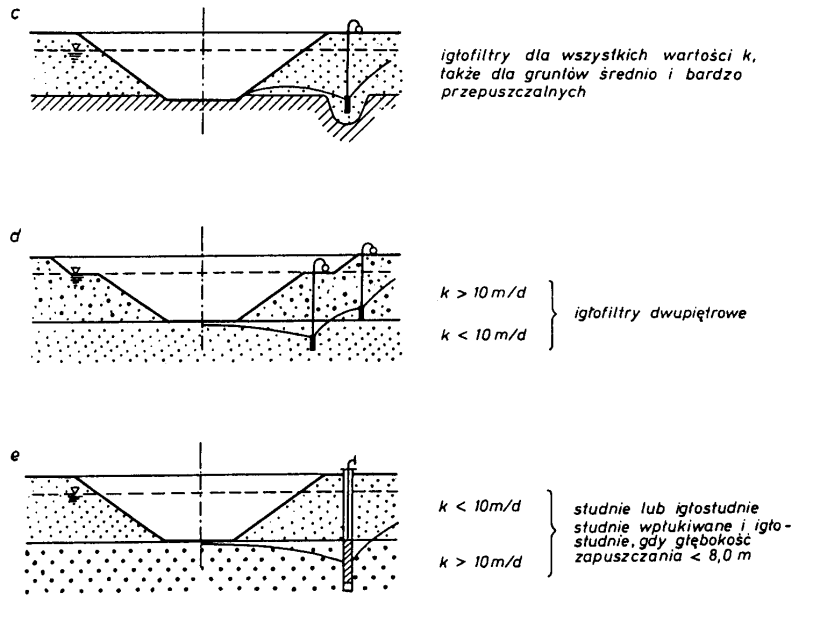 c
igłofiltry dla wszystkich wartości k,
także dla gruntów średnio i bardzo
przepuszczalnych
d
k > 10 m/d
k < 10 m/d
igłofiltry dwupiętrowe
e
k < 10m/d
k > 10m/d
studnie lub igłostudnie
studnie wpłukiwane i igło-
studnie, gdy głębokość
zapuszczania < 8,0 m